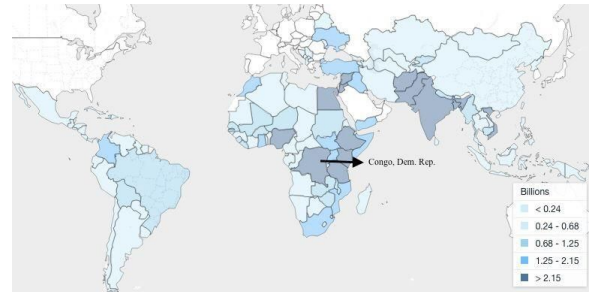 Congo, Dem. Rep.
Billions
< 0.24
0.24 - 0.68
0.68 - 1.25
1.25 - 2.15
> 2.15